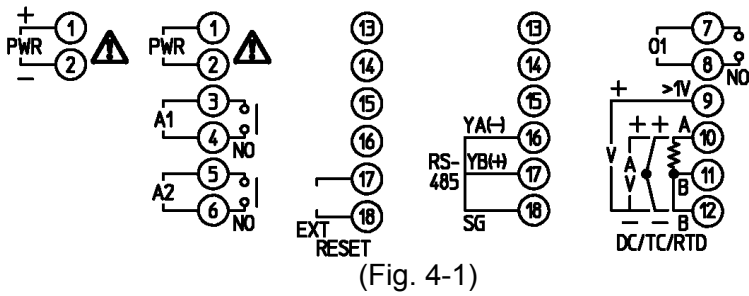 + 1 PWR 2 −
PWR 1 2
A1 3 4 NO
A2 5 6 NO
13
14
15
16
17
18
EXT RESET
13
14
15
YA(−) 16
RS-485 YB(+) 17
SG 18
O1 7 8 NO
+ >1V 9
V
+ + A 10
A
V
B 11
− − B 12
DC/TC/RTD
(Fig. 4-1)